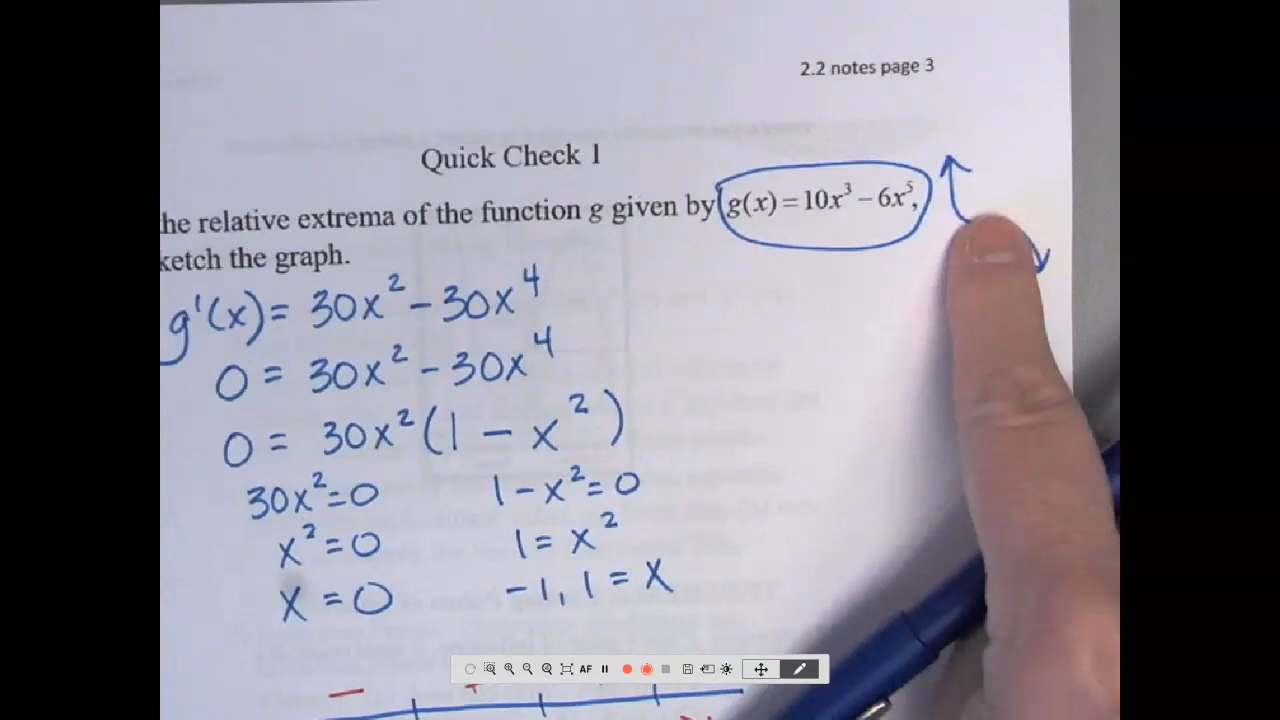 2.2 notes page 3
Quick Check 1
the relative extrema of the function g given by g(x) = 10x³ − 6x⁵,
ketch the graph.
g'(x) = 30x² − 30x⁴
0 = 30x² − 30x⁴
0 = 30x²(1 − x²)
30x² = 0 1 − x² = 0
x² = 0 1 = x²
x = 0 −1, 1 = x
AF